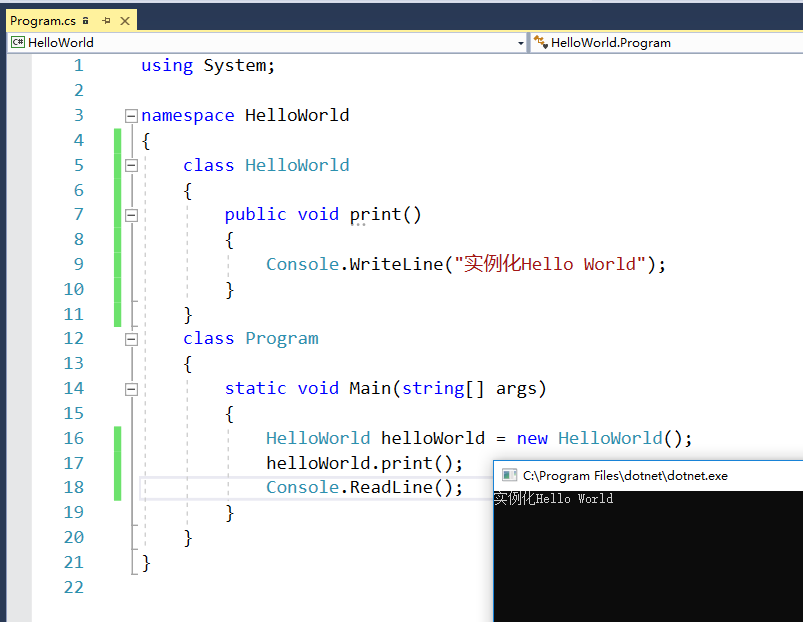 Program.cs
C# HelloWorld
HelloWorld.Program
1 using System;
2
3 namespace HelloWorld
4 {
5 class HelloWorld
6 {
7 public void print()
8 {
9 Console.WriteLine("实例化Hello World");
10 }
11 }
12 class Program
13 {
14 static void Main(string[] args)
15 {
16 HelloWorld helloWorld = new HelloWorld();
17 helloWorld.print();
18 Console.ReadLine();
19 }
20 }
21 }
22
C:\Program Files\dotnet\dotnet.exe
实例化Hello World